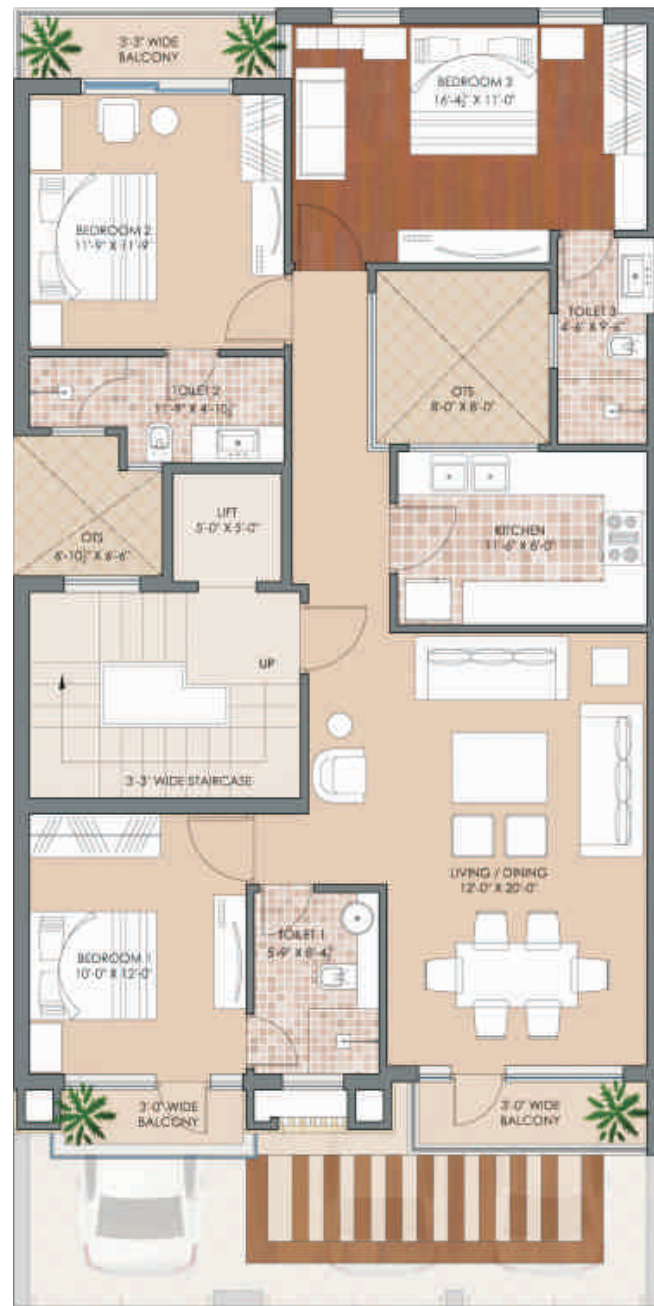 3'-3" WIDE
BALCONY
BEDROOM 3
16'-4½" X 11'-0"
BEDROOM 2
11'-9" X 11'-9"
TOILET 3
4'-6" X 9'-6"
TOILET 2
11'-9" X 4'-10½"
OTS
8'-0" X 8'-0"
LIFT
5'-0" X 5'-0"
KITCHEN
11'-6" X 8'-0"
OTS
6'-10½" X 6'-6"
UP
3'-3" WIDE STAIRCASE
LIVING / DINING
12'-0" X 20'-0"
TOILET 1
5'-9" X 8'-4½"
BEDROOM 1
10'-0" X 12'-0"
3'-0" WIDE
BALCONY
3'-0" WIDE
BALCONY